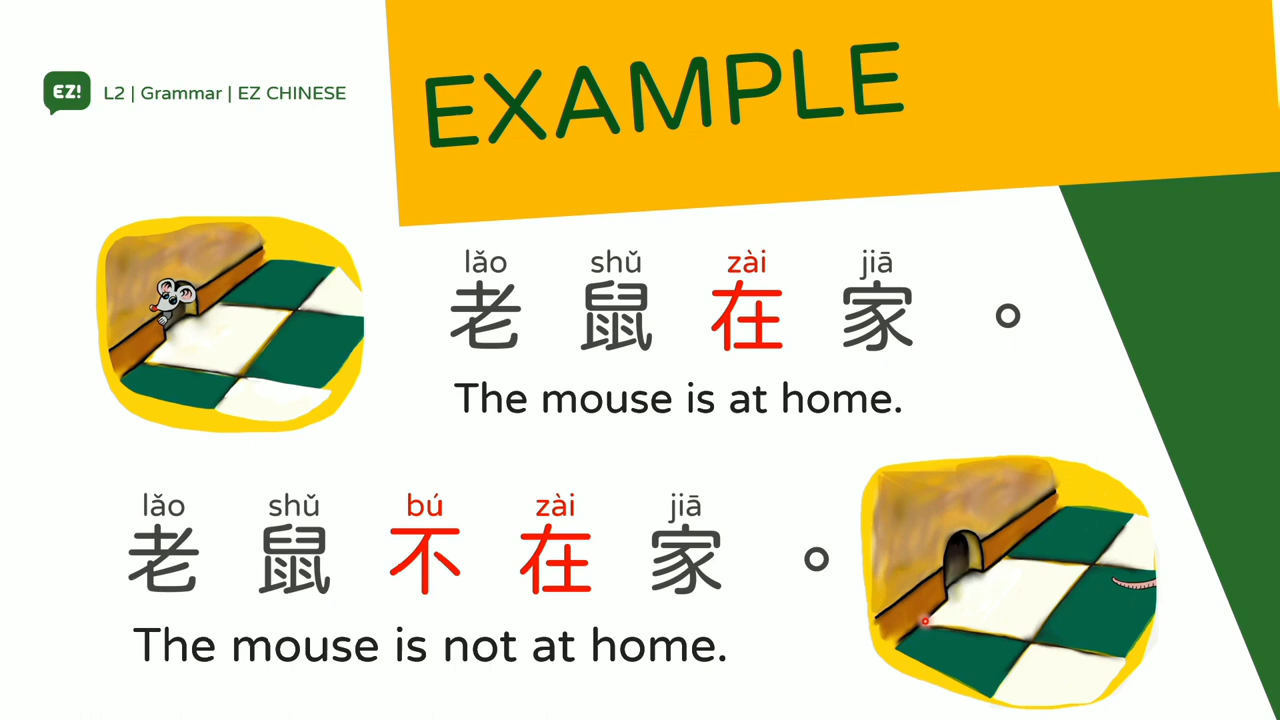 EZ! L2 | Grammar | EZ CHINESE
EXAMPLE
lǎo shǔ zài jiā
老鼠在家。
The mouse is at home.
lǎo shǔ bú zài jiā
老鼠不在家。
The mouse is not at home.